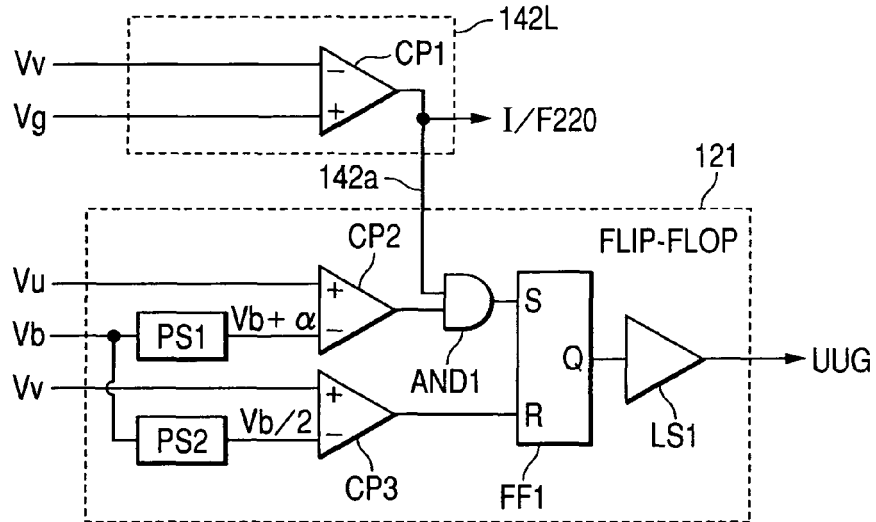 142L
Vv
CP1
−
Vg
+
I/F220
142a
121
FLIP-FLOP
CP2
Vu
+
S
Vb
PS1
Vb+ α
−
AND1
Q
UUG
Vv
+
R
LS1
PS2
Vb/2
−
CP3
FF1